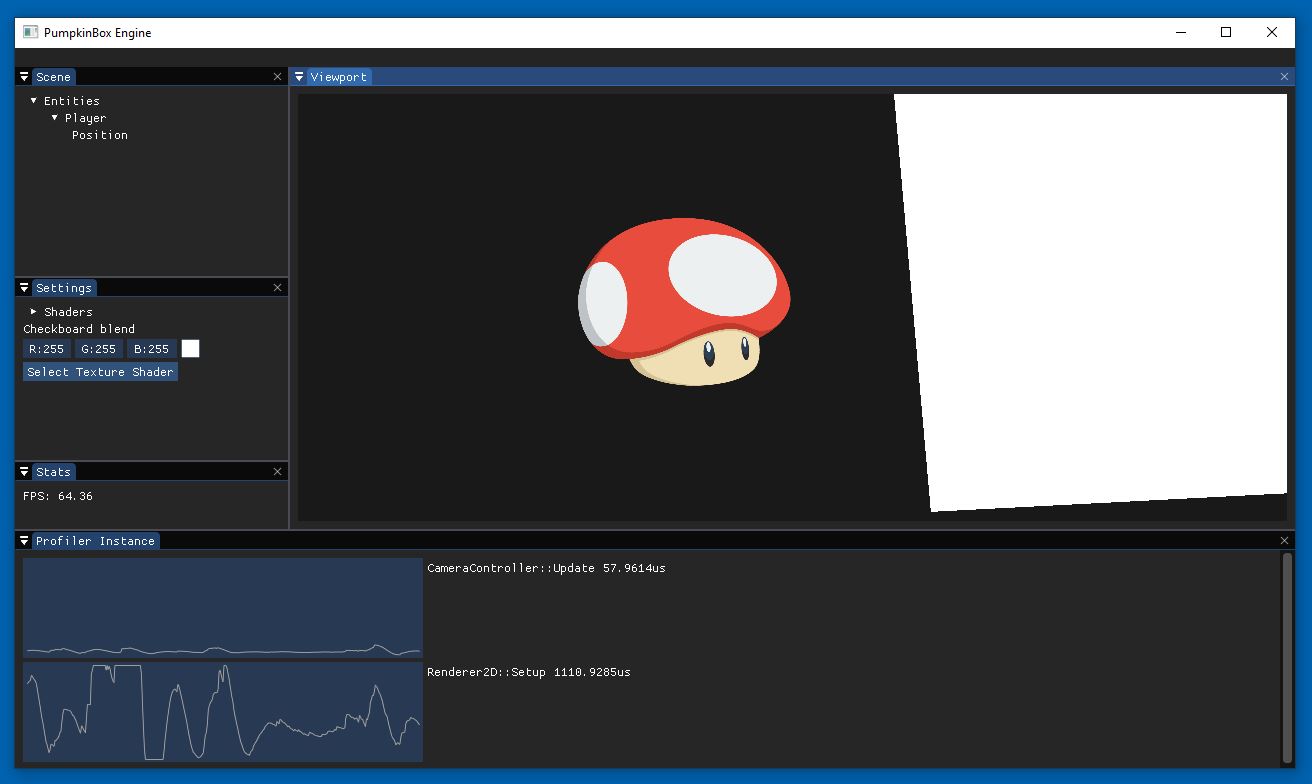 PumpkinBox Engine
Scene
Viewport
Entities
Player
Position
Settings
Shaders
Checkboard blend
R:255 G:255 B:255
Select Texture Shader
Stats
FPS: 64.36
Profiler Instance
CameraController::Update 57.9614us
Renderer2D::Setup 1110.9285us